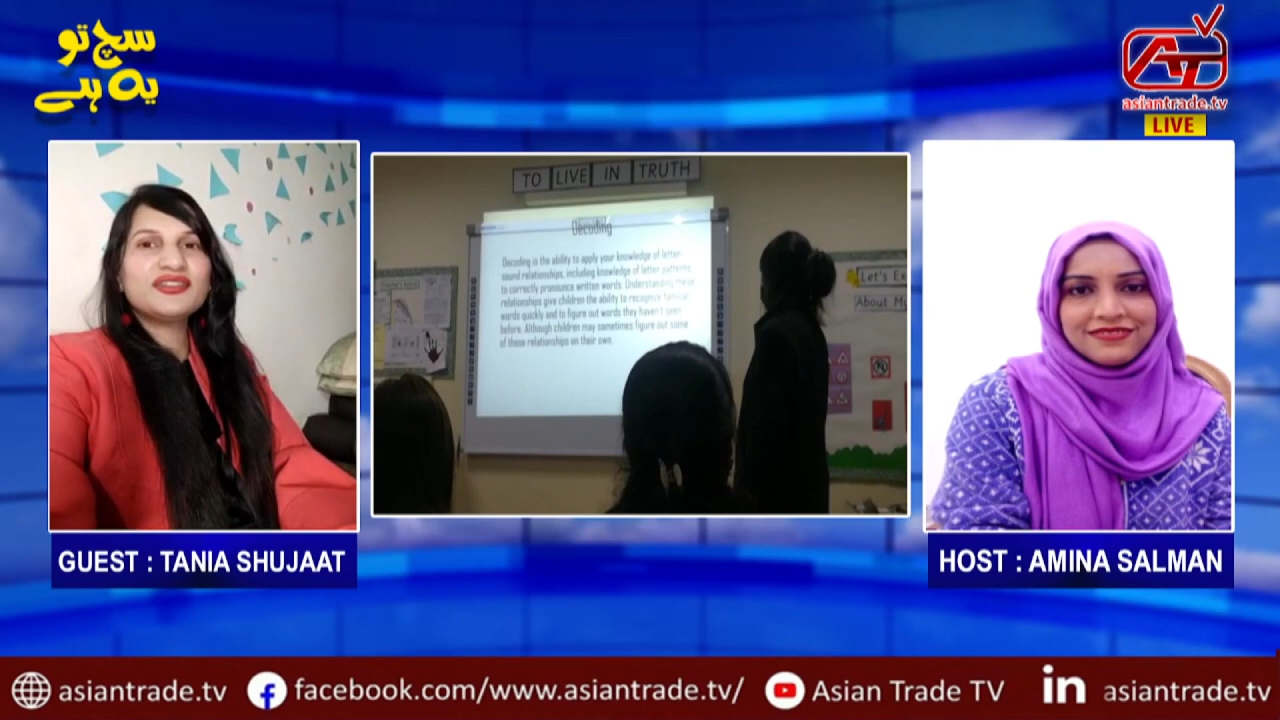 سچ تو
یہ ہے
AT
asiantrade.tv
LIVE
TO LIVE IN TRUTH
Decoding
Decoding is the ability to apply your knowledge of letter-
sound relationships, including knowledge of letter patterns,
to correctly pronounce written words. Understanding these
relationships give children the ability to recognize familiar
words quickly and to figure out words they haven't seen
before. Although children may sometimes figure out some
of these relationships on their own.
Let's Ex
About My
GUEST : TANIA SHUJAAT
HOST : AMINA SALMAN
asiantrade.tv
facebook.com/www.asiantrade.tv/
Asian Trade TV
in
asiantrade.tv